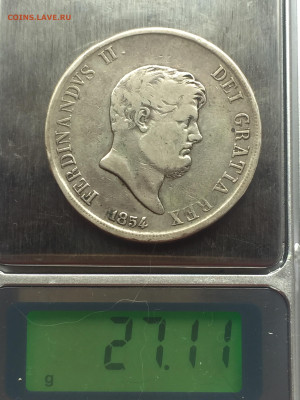 COINS.LAVE.RU
FERDINANDVS II. DEI GRATIA REX
1854
27.11
g